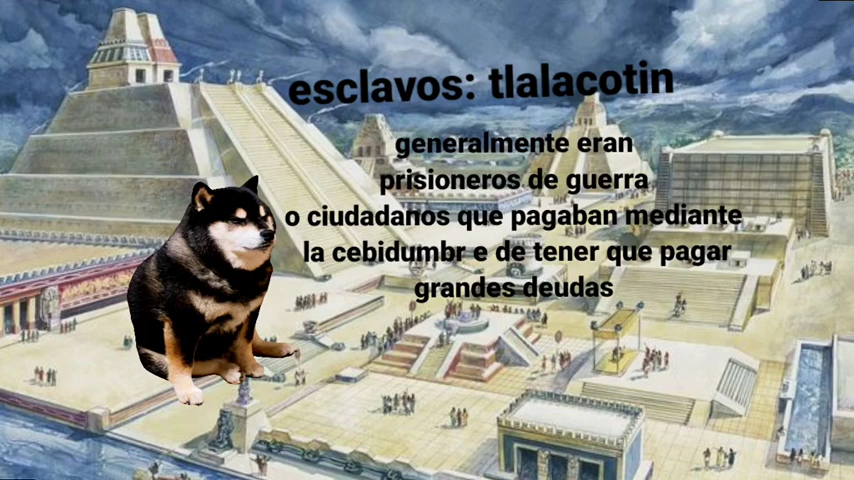 esclavos: tlalacotin
generalmente eran
prisioneros de guerra
o ciudadanos que pagaban mediante
la cebidumbr e de tener que pagar
grandes deudas